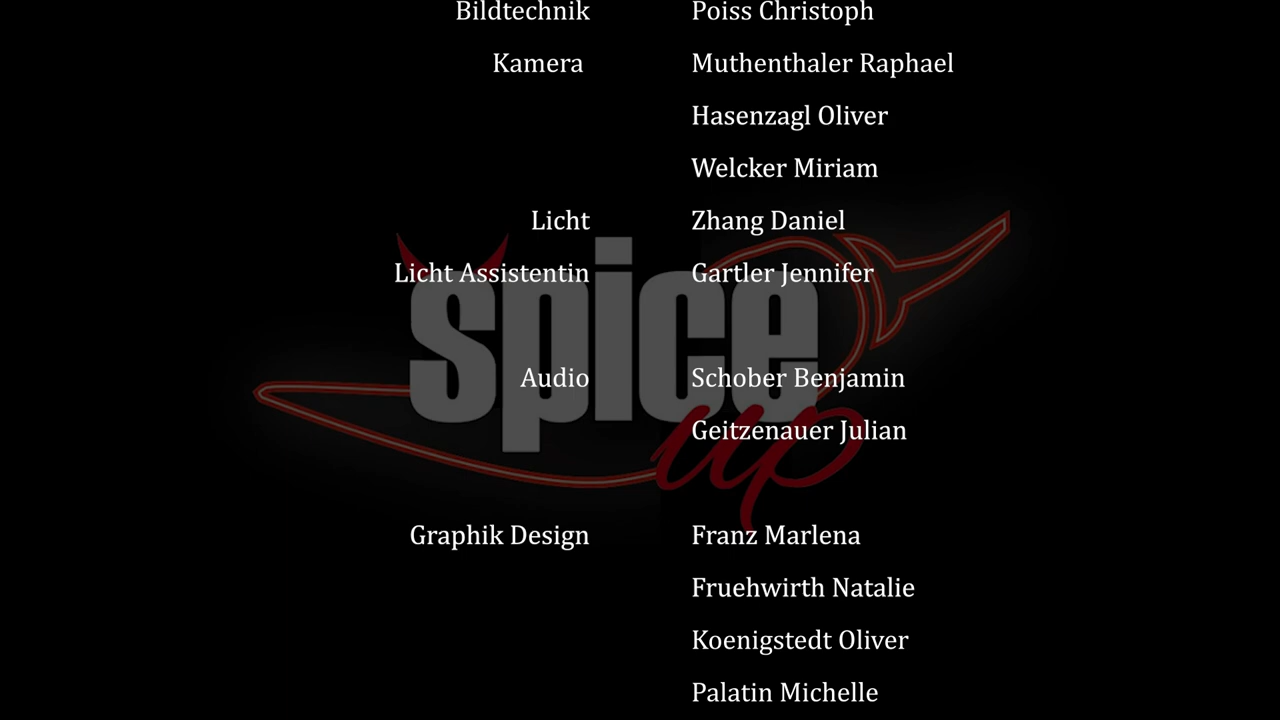 Bildtechnik Poiss Christoph
Kamera Muthenthaler Raphael
Hasenzagl Oliver
Welcker Miriam
Licht Zhang Daniel
Licht Assistentin Gartler Jennifer
spice
up
Audio Schober Benjamin
Geitzenauer Julian
Graphik Design Franz Marlena
Fruehwirth Natalie
Koenigstedt Oliver
Palatin Michelle